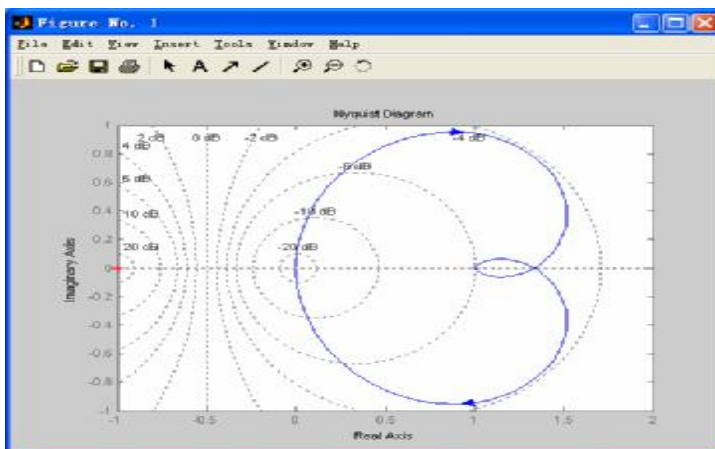 Figure No. 1
File Edit View Insert Tools Window Help
A
Nyquist Diagram
Imaginary Axis
Real Axis
1
0.8
0.6
0.4
0.2
0
-0.2
-0.4
-0.6
-0.8
-1
-1
-0.5
0
0.5
1
1.5
2
2 dB
0 dB
-2 dB
-4 dB
4 dB
-6 dB
6 dB
10 dB
-10 dB
20 dB
-20 dB